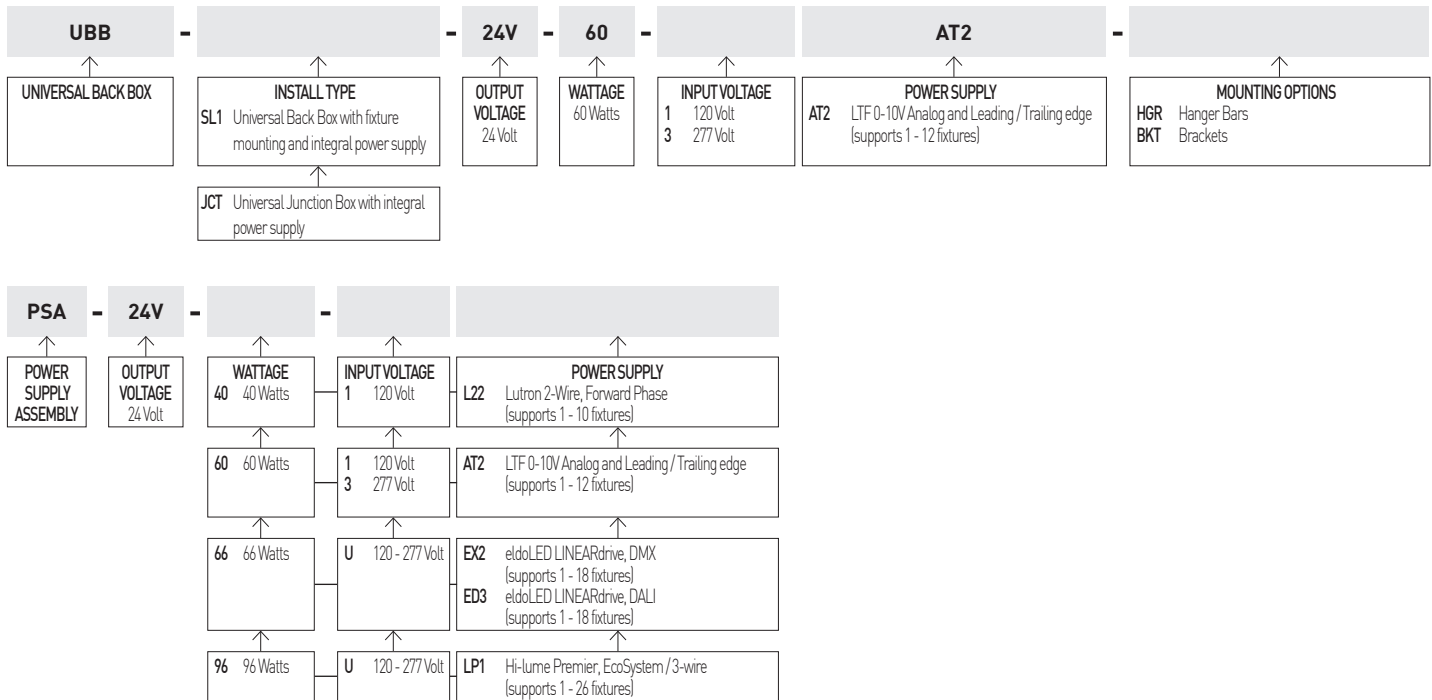 UBB - - 24V - 60 - AT2 -
UNIVERSAL BACK BOX
INSTALL TYPE
SL1 Universal Back Box with fixture
mounting and integral power supply
JCT Universal Junction Box with integral
power supply
OUTPUT
VOLTAGE
24 Volt
WATTAGE
60 Watts
INPUT VOLTAGE
1 120 Volt
3 277 Volt
POWER SUPPLY
AT2 LTF 0-10V Analog and Leading / Trailing edge
(supports 1 - 12 fixtures)
MOUNTING OPTIONS
HGR Hanger Bars
BKT Brackets
PSA - 24V - -
POWER
SUPPLY
ASSEMBLY
OUTPUT
VOLTAGE
24 Volt
WATTAGE
INPUT VOLTAGE
POWER SUPPLY
40 40 Watts
1 120 Volt
L22 Lutron 2-Wire, Forward Phase
(supports 1 - 10 fixtures)
60 60 Watts
1 120 Volt
3 277 Volt
AT2 LTF 0-10V Analog and Leading / Trailing edge
(supports 1 - 12 fixtures)
66 66 Watts
U 120 - 277 Volt
EX2 eldoLED LINEARdrive, DMX
(supports 1 - 18 fixtures)
ED3 eldoLED LINEARdrive, DALI
(supports 1 - 18 fixtures)
96 96 Watts
U 120 - 277 Volt
LP1 Hi-lume Premier, EcoSystem / 3-wire
(supports 1 - 26 fixtures)